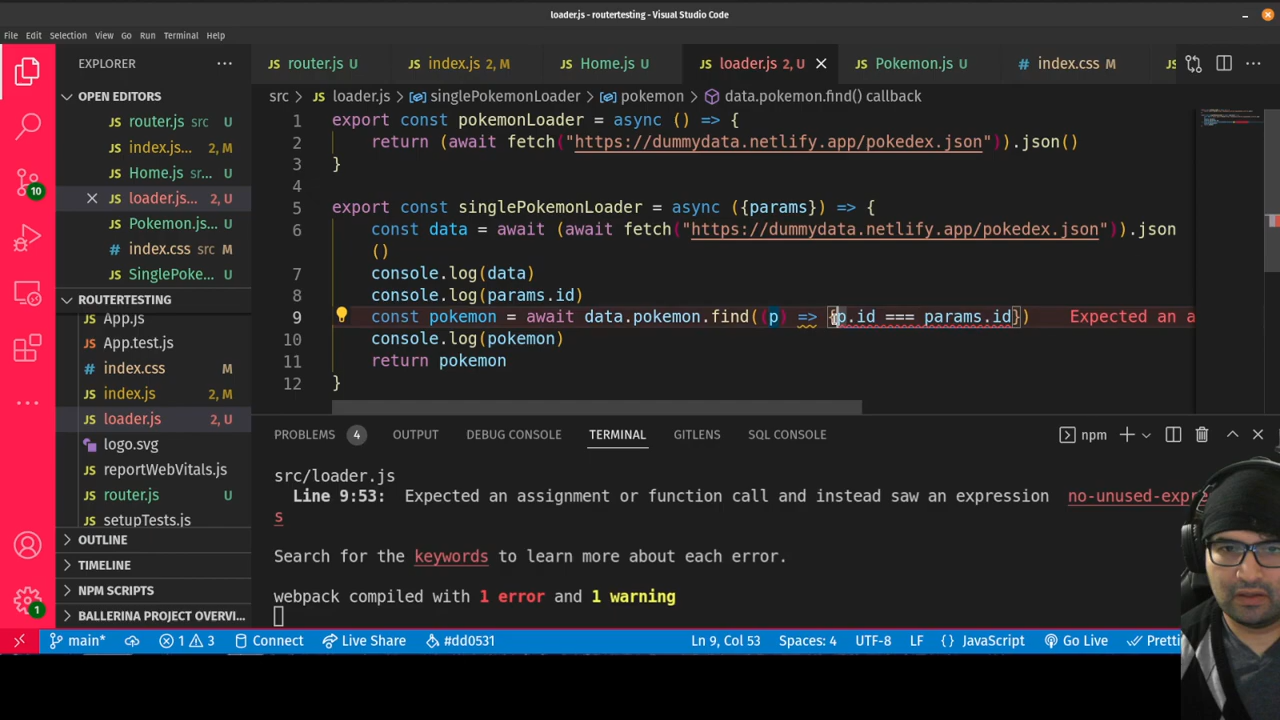 loader.js - routertesting - Visual Studio Code
File Edit Selection View Go Run Terminal Help
EXPLORER
OPEN EDITORS
JS router.js src U
JS index.js... 2, M
JS Home.js sr... U
JS loader.js... 2, U
JS Pokemon.js... U
# index.css src M
JS SinglePoke... U
ROUTERTESTING
JS App.js U
JS App.test.js
# index.css M
JS index.js 2, M
JS loader.js 2, U
logo.svg
JS reportWebVitals.js
JS router.js U
JS setupTests.js
OUTLINE
TIMELINE
NPM SCRIPTS
BALLERINA PROJECT OVERVI...
10
1
JS router.js U JS index.js 2, M JS Home.js U JS loader.js 2, U JS Pokemon.js U # index.css M JS
src > JS loader.js > singlePokemonLoader > pokemon > data.pokemon.find() callback
1 export const pokemonLoader = async () => {
2 return (await fetch("https://dummydata.netlify.app/pokedex.json")).json()
3 }
4
5 export const singlePokemonLoader = async ({params}) => {
6 const data = await (await fetch("https://dummydata.netlify.app/pokedex.json")).json
()
7 console.log(data)
8 console.log(params.id)
9 const pokemon = await data.pokemon.find((p) => {p.id === params.id}) Expected an a
10 console.log(pokemon)
11 return pokemon
12 }
PROBLEMS 4 OUTPUT DEBUG CONSOLE TERMINAL GITLENS SQL CONSOLE npm
src/loader.js
Line 9:53: Expected an assignment or function call and instead saw an expression no-unused-expre
s
Search for the keywords to learn more about each error.
webpack compiled with 1 error and 1 warning
main* 1 3 Connect Live Share #dd0531 Ln 9, Col 53 Spaces: 4 UTF-8 LF {} JavaScript Go Live Pretti